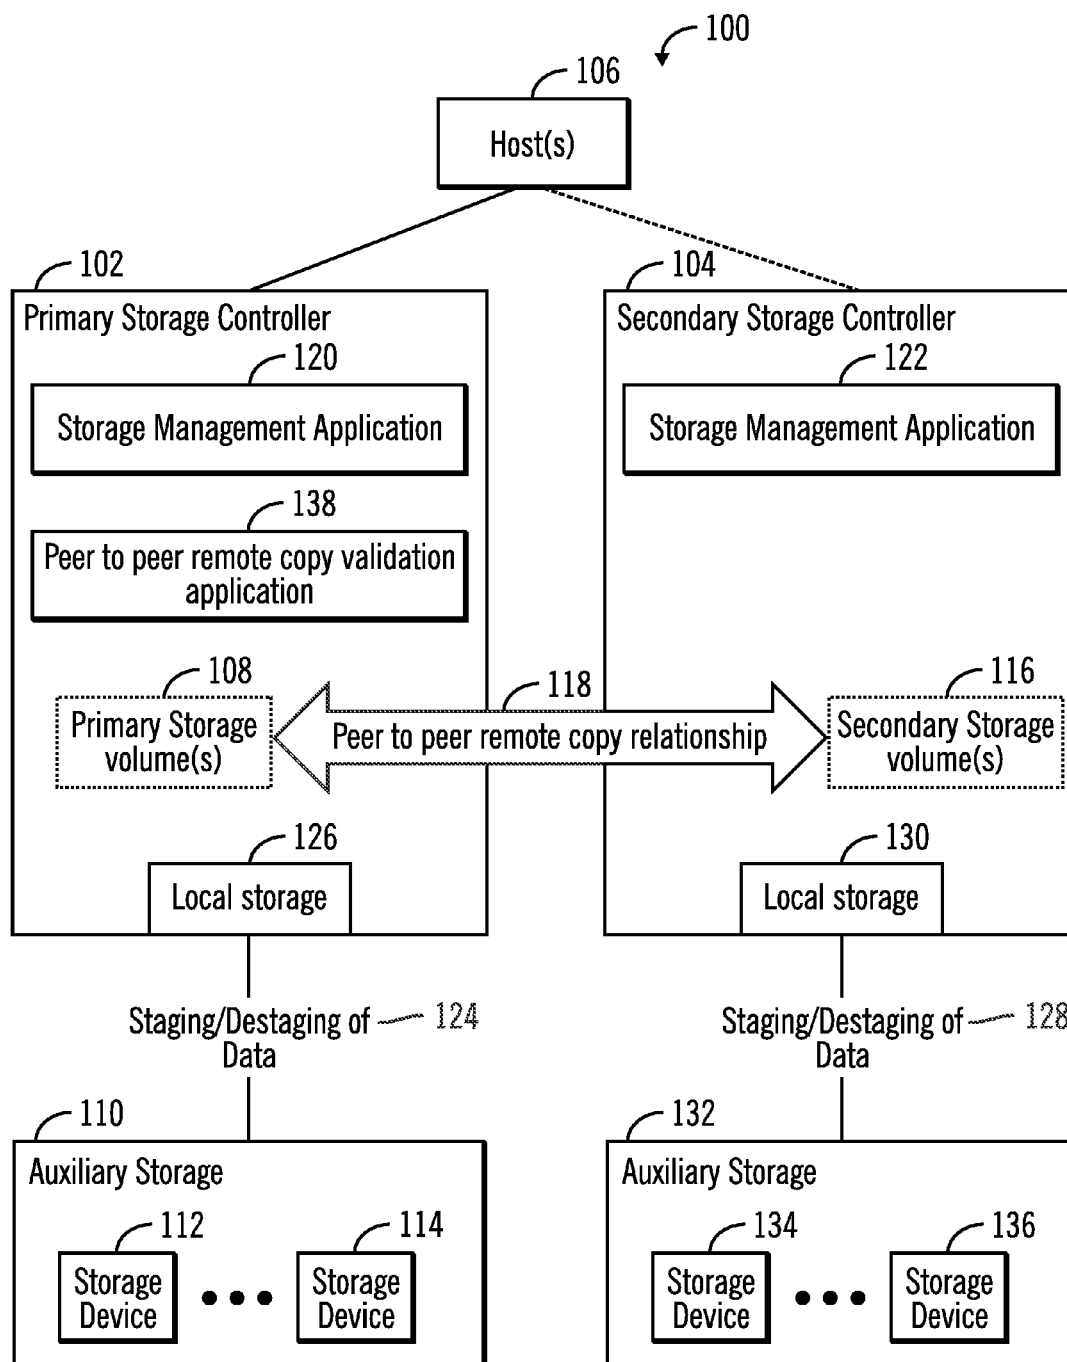 100
106
Host(s)
102
104
Primary Storage Controller
Secondary Storage Controller
120
122
Storage Management Application
Storage Management Application
138
Peer to peer remote copy validation
application
108
118
116
Primary Storage
volume(s)
Peer to peer remote copy relationship
Secondary Storage
volume(s)
126
130
Local storage
Local storage
Staging/Destaging of
Data
124
Staging/Destaging of
Data
128
110
132
Auxiliary Storage
Auxiliary Storage
112
114
134
136
Storage
Device
Storage
Device
Storage
Device
Storage
Device